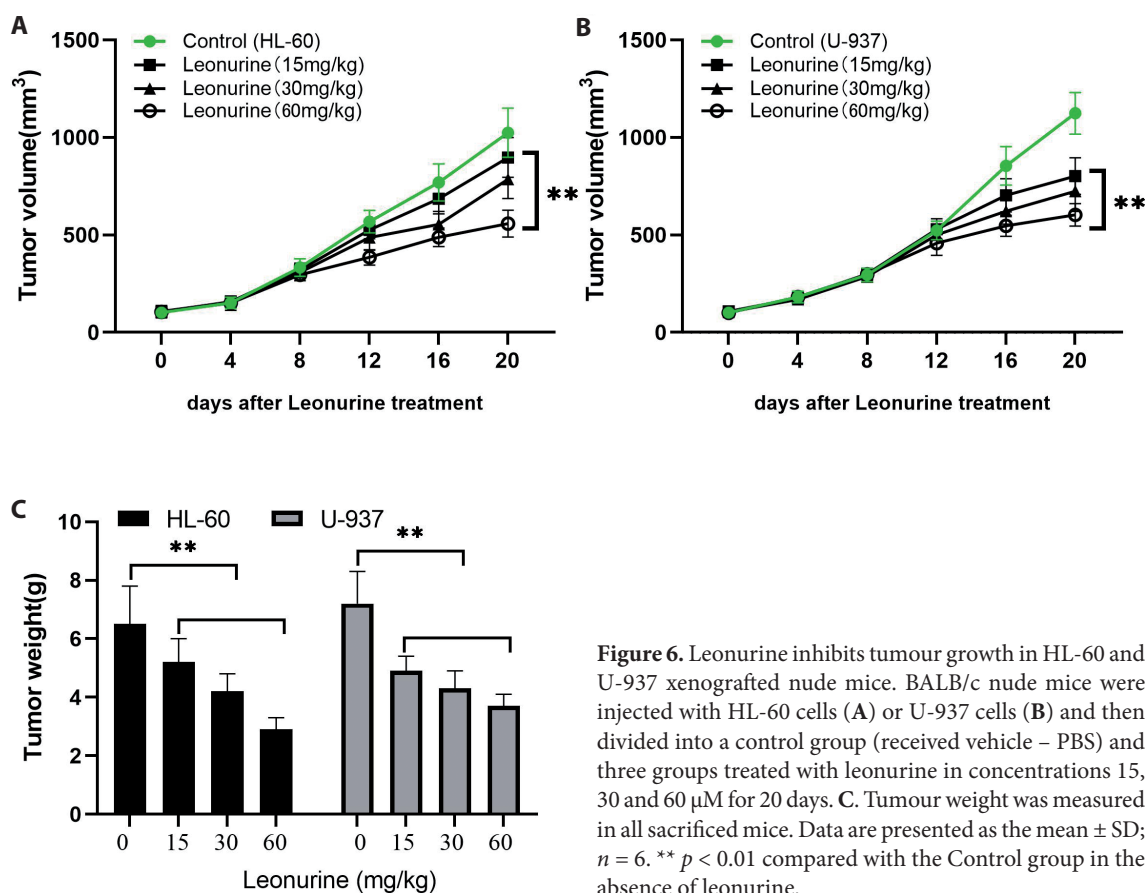 A
Control (HL-60)
Leonurine (15mg/kg)
Leonurine (30mg/kg)
Leonurine (60mg/kg)
Tumor volume(mm³)
1500
1000
500
0
**
0 4 8 12 16 20
days after Leonurine treatment
B
Control (U-937)
Leonurine (15mg/kg)
Leonurine (30mg/kg)
Leonurine (60mg/kg)
Tumor volume(mm³)
1500
1000
500
0
**
0 4 8 12 16 20
days after Leonurine treatment
C
HL-60 U-937
Tumor weight(g)
10
8
6
4
2
0
** **
0 15 30 60 0 15 30 60
Leonurine (mg/kg)
Figure 6. Leonurine inhibits tumour growth in HL-60 and
U-937 xenografted nude mice. BALB/c nude mice were
injected with HL-60 cells (A) or U-937 cells (B) and then
divided into a control group (received vehicle – PBS) and
three groups treated with leonurine in concentrations 15,
30 and 60 µM for 20 days. C. Tumour weight was measured
in all sacrificed mice. Data are presented as the mean ± SD;
n = 6. ** p < 0.01 compared with the Control group in the
absence of leonurine.